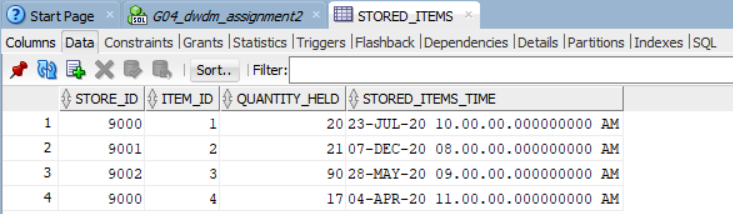 Start Page G04_dwdm_assignment2 STORED_ITEMS
Columns Data Constraints Grants Statistics Triggers Flashback Dependencies Details Partitions Indexes SQL
Sort.. Filter:
STORE_ID ITEM_ID QUANTITY_HELD STORED_ITEMS_TIME
1 9000 1 20 23-JUL-20 10.00.00.000000000 AM
2 9001 2 21 07-DEC-20 08.00.00.000000000 AM
3 9002 3 90 28-MAY-20 09.00.00.000000000 AM
4 9000 4 17 04-APR-20 11.00.00.000000000 AM